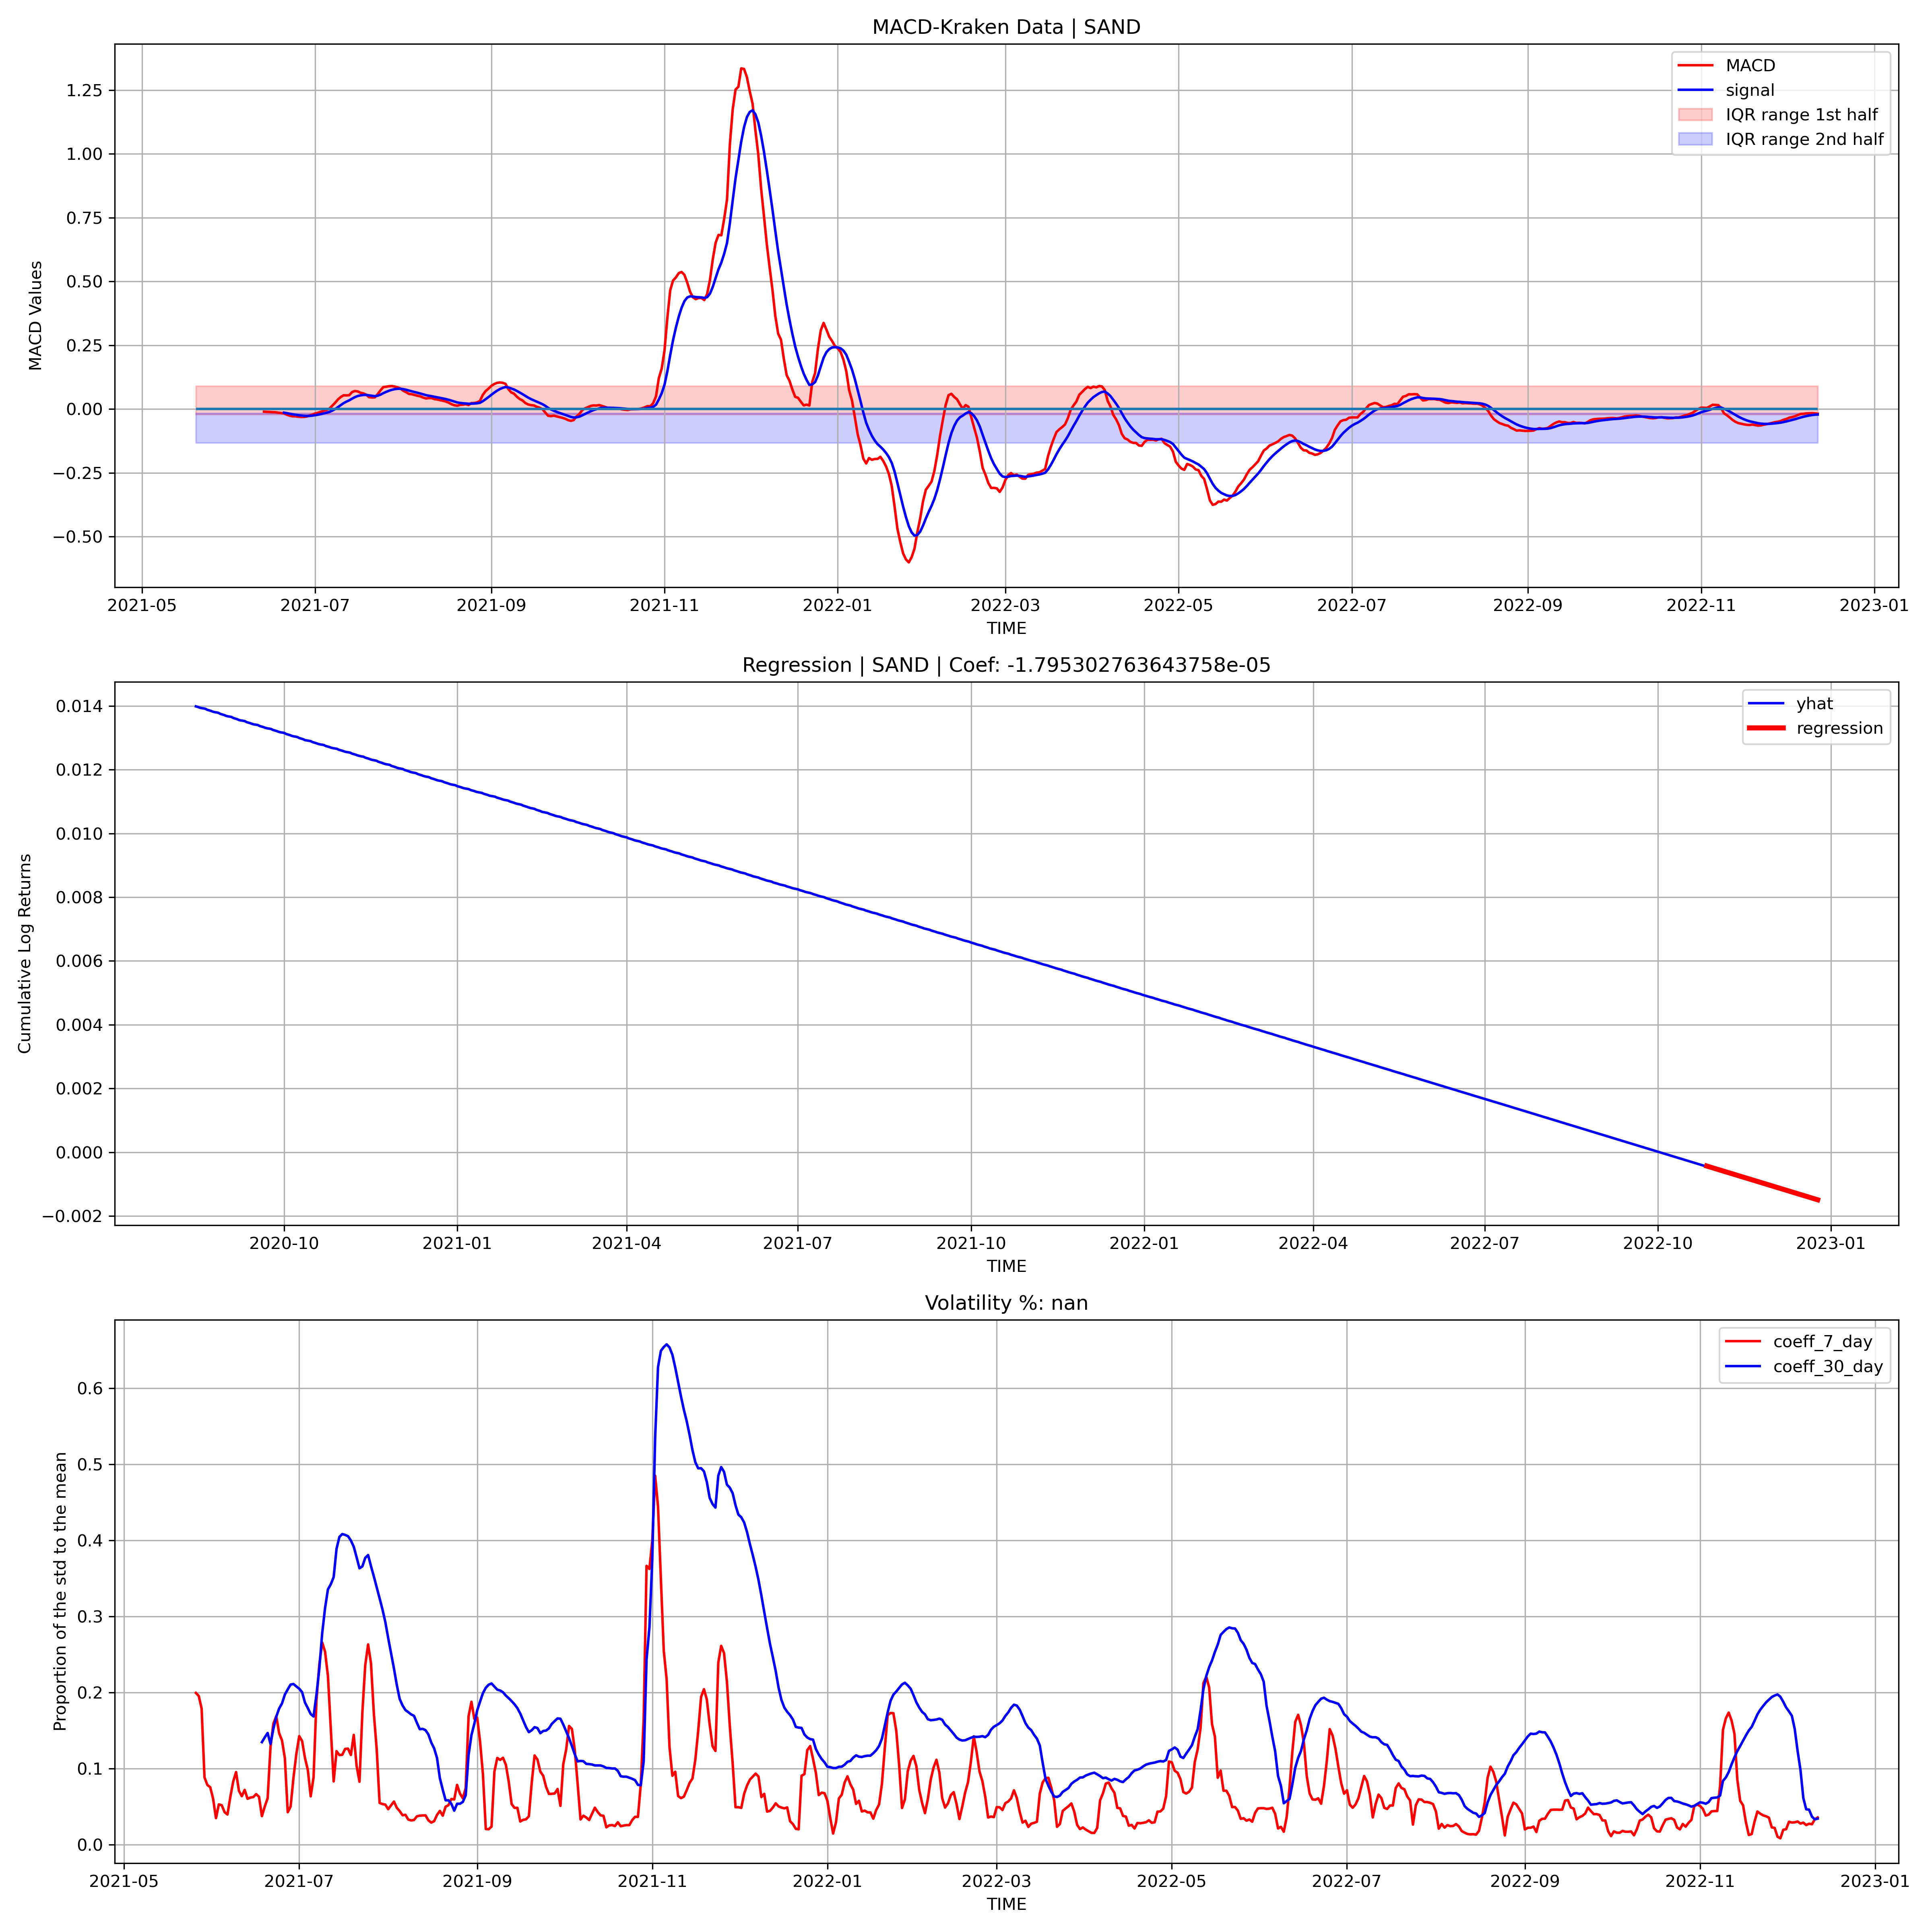 MACD-Kraken Data | SAND
MACD
signal
IQR range 1st half
IQR range 2nd half
MACD Values
1.25
1.00
0.75
0.50
0.25
0.00
−0.25
−0.50
2021-05 2021-07 2021-09 2021-11 2022-01 2022-03 2022-05 2022-07 2022-09 2022-11 2023-01
TIME
Regression | SAND | Coef: -1.795302763643758e-05
yhat
regression
Cumulative Log Returns
0.014
0.012
0.010
0.008
0.006
0.004
0.002
0.000
−0.002
2020-10 2021-01 2021-04 2021-07 2021-10 2022-01 2022-04 2022-07 2022-10 2023-01
TIME
Volatility %: nan
coeff_7_day
coeff_30_day
Proportion of the std to the mean
0.6
0.5
0.4
0.3
0.2
0.1
0.0
2021-05 2021-07 2021-09 2021-11 2022-01 2022-03 2022-05 2022-07 2022-09 2022-11 2023-01
TIME